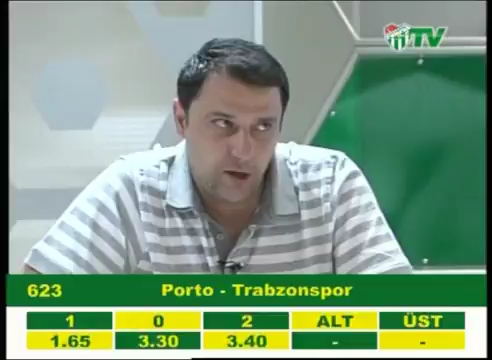 TV
623 Porto - Trabzonspor
1 0 2 ALT ÜST
1.65 3.30 3.40 - -